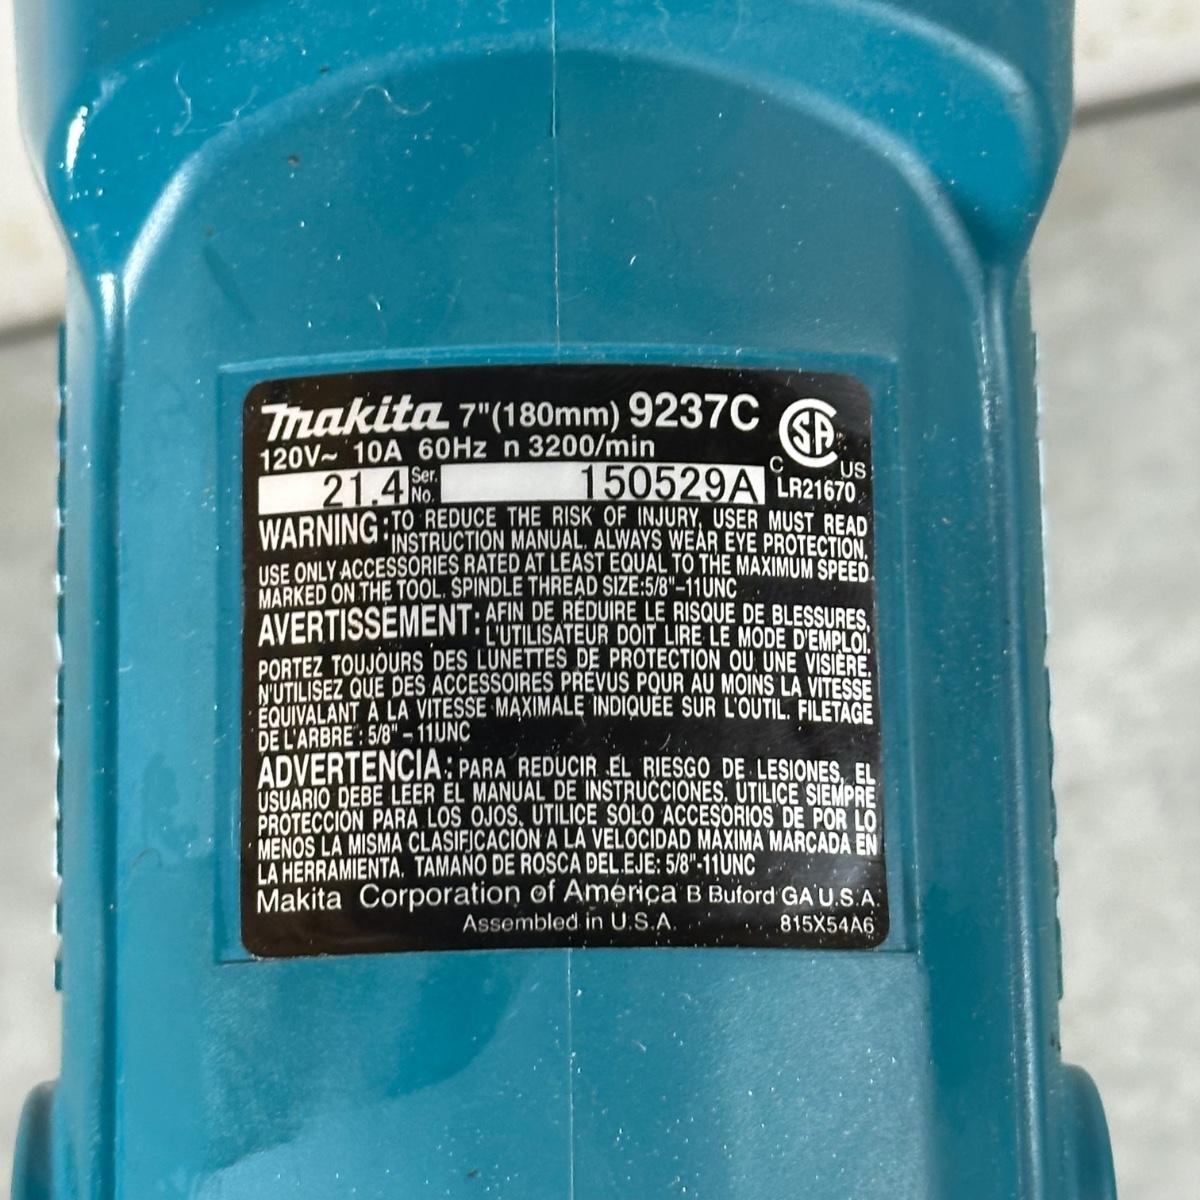 makita 7"(180mm) 9237C
120V~ 10A 60Hz n 3200/min
21.4 Ser. No. 150529A
CSA
C US
LR21670
WARNING: TO REDUCE THE RISK OF INJURY, USER MUST READ
INSTRUCTION MANUAL. ALWAYS WEAR EYE PROTECTION.
USE ONLY ACCESSORIES RATED AT LEAST EQUAL TO THE MAXIMUM SPEED
MARKED ON THE TOOL. SPINDLE THREAD SIZE:5/8"-11UNC
AVERTISSEMENT: AFIN DE RÉDUIRE LE RISQUE DE BLESSURES,
L'UTILISATEUR DOIT LIRE LE MODE D'EMPLOI.
PORTEZ TOUJOURS DES LUNETTES DE PROTECTION OU UNE VISIÈRE.
N'UTILISEZ QUE DES ACCESSOIRES PRÉVUS POUR AU MOINS LA VITESSE
ÉQUIVALANT À LA VITESSE MAXIMALE INDIQUÉE SUR L'OUTIL. FILETAGE
DE L'ARBRE : 5/8" - 11UNC
ADVERTENCIA: PARA REDUCIR EL RIESGO DE LESIONES, EL
USUARIO DEBE LEER EL MANUAL DE INSTRUCCIONES. UTILICE SIEMPRE
PROTECCIÓN PARA LOS OJOS. UTILICE SOLO ACCESORIOS DE POR LO
MENOS LA MISMA CLASIFICACIÓN A LA VELOCIDAD MÁXIMA MARCADA EN
LA HERRAMIENTA. TAMAÑO DE ROSCA DEL EJE: 5/8"-11UNC
Makita Corporation of America B Buford GA U.S.A.
Assembled in U.S.A. 815X54A6